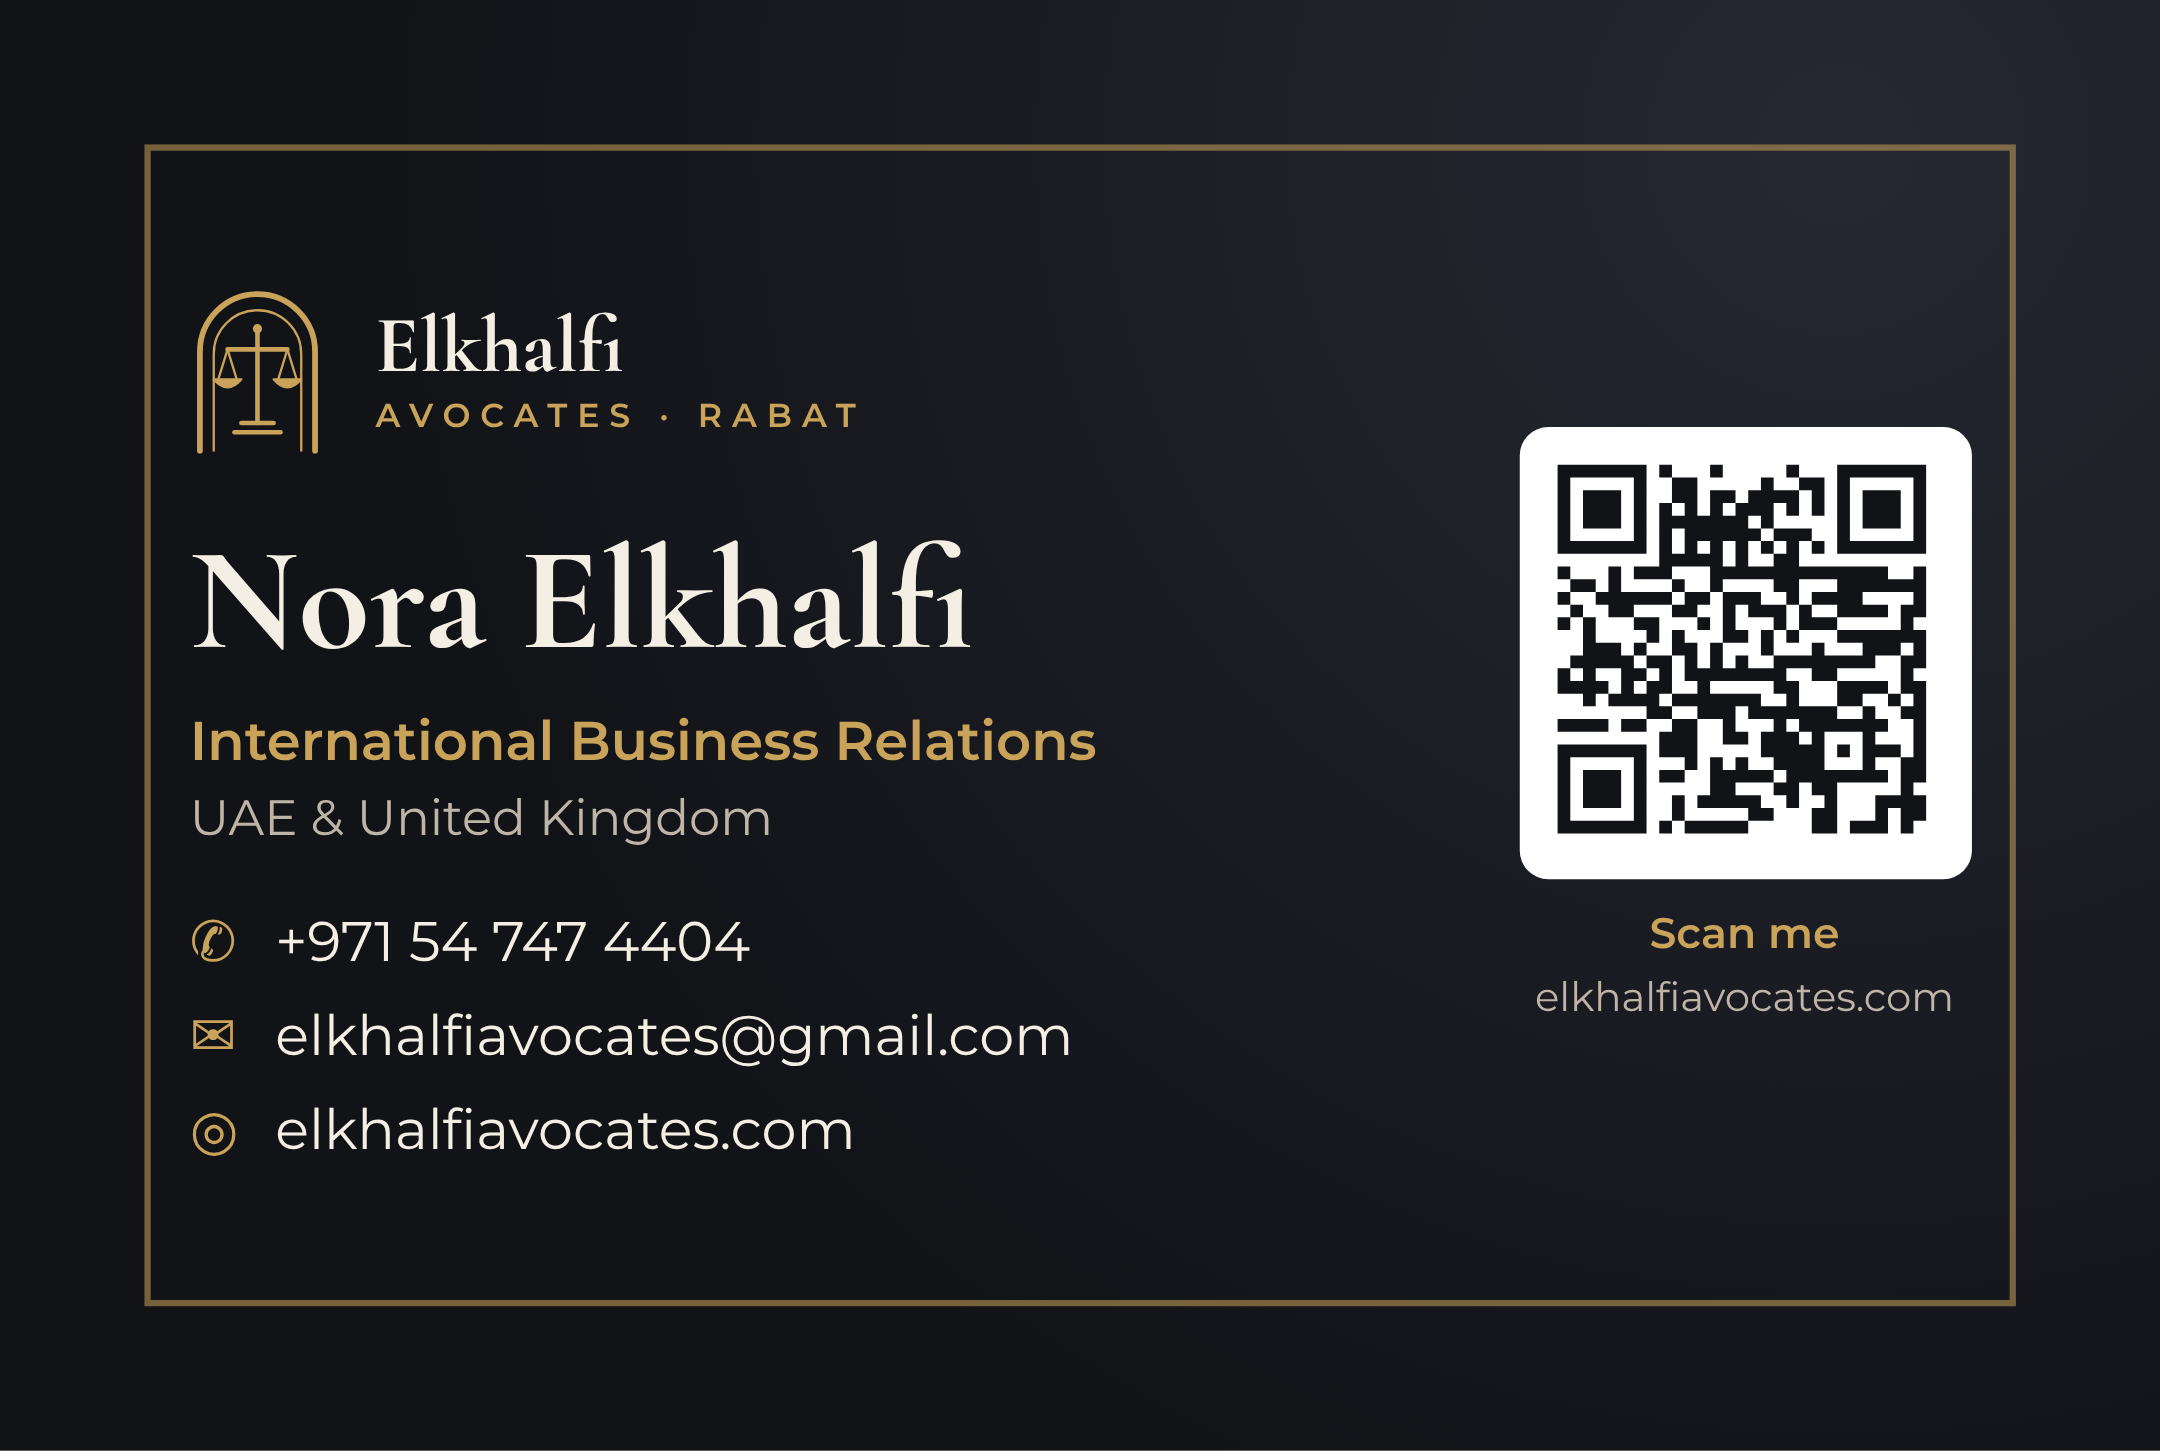 Elkhalfi
AVOCATES · RABAT
Nora Elkhalfi
International Business Relations
UAE & United Kingdom
✆ +971 54 747 4404
✉ elkhalfiavocates@gmail.com
◎ elkhalfiavocates.com
Scan me
elkhalfiavocates.com